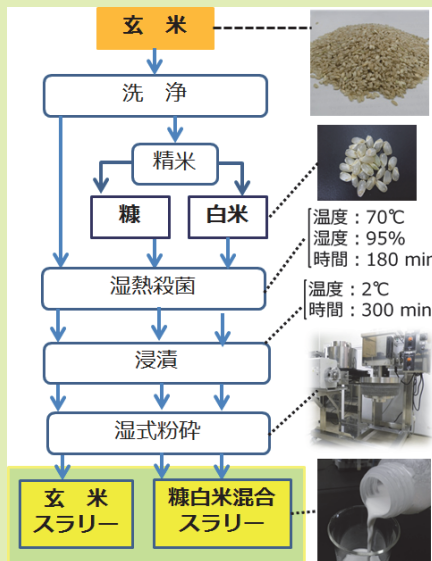 玄　米
洗　浄
精米
糠
白米
温度：70℃
湿度：95%
時間：180 min
湿熱殺菌
温度：2℃
時間：300 min
浸漬
湿式粉砕
玄　米
スラリー
糠白米混合
スラリー